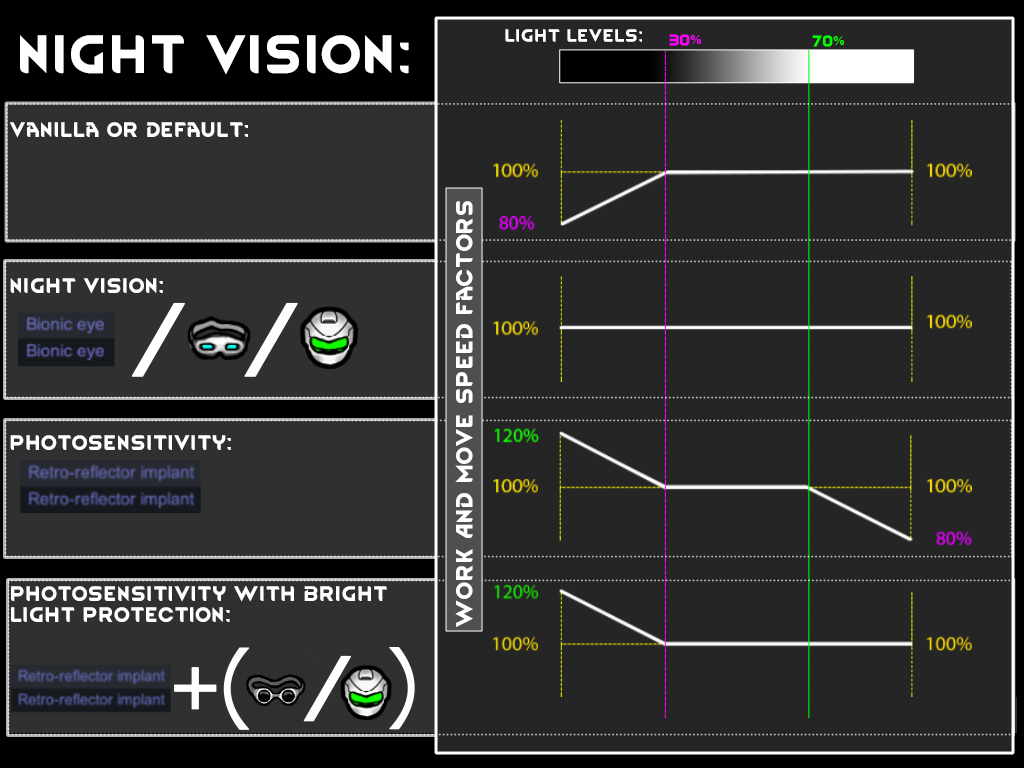 NIGHT VISION:
LIGHT LEVELS:
30%
70%
WORK AND MOVE SPEED FACTORS
VANILLA OR DEFAULT:
100%
100%
80%
NIGHT VISION:
Bionic eye
/
/
Bionic eye
100%
100%
PHOTOSENSITIVITY:
Retro-reflector implant
Retro-reflector implant
120%
100%
100%
80%
PHOTOSENSITIVITY WITH BRIGHT
LIGHT PROTECTION:
Retro-reflector implant
Retro-reflector implant
+( / )
120%
100%
100%